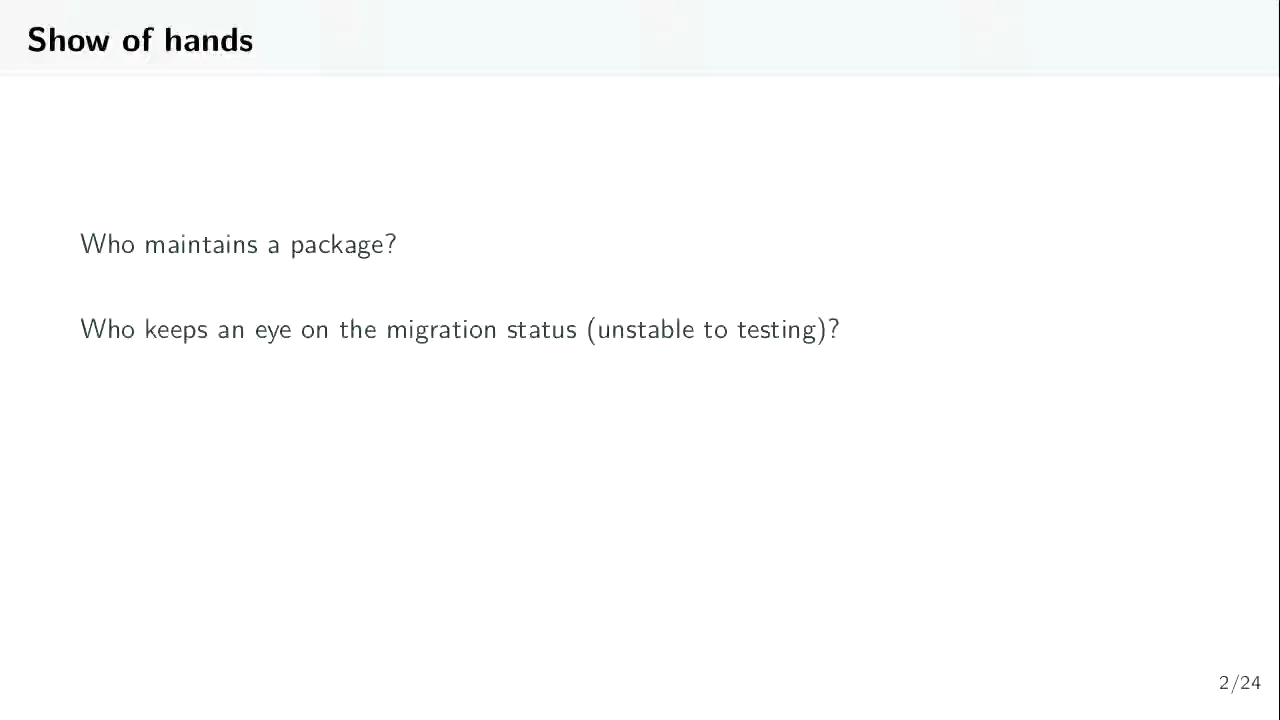 Show of hands
Who maintains a package?
Who keeps an eye on the migration status (unstable to testing)?
2/24